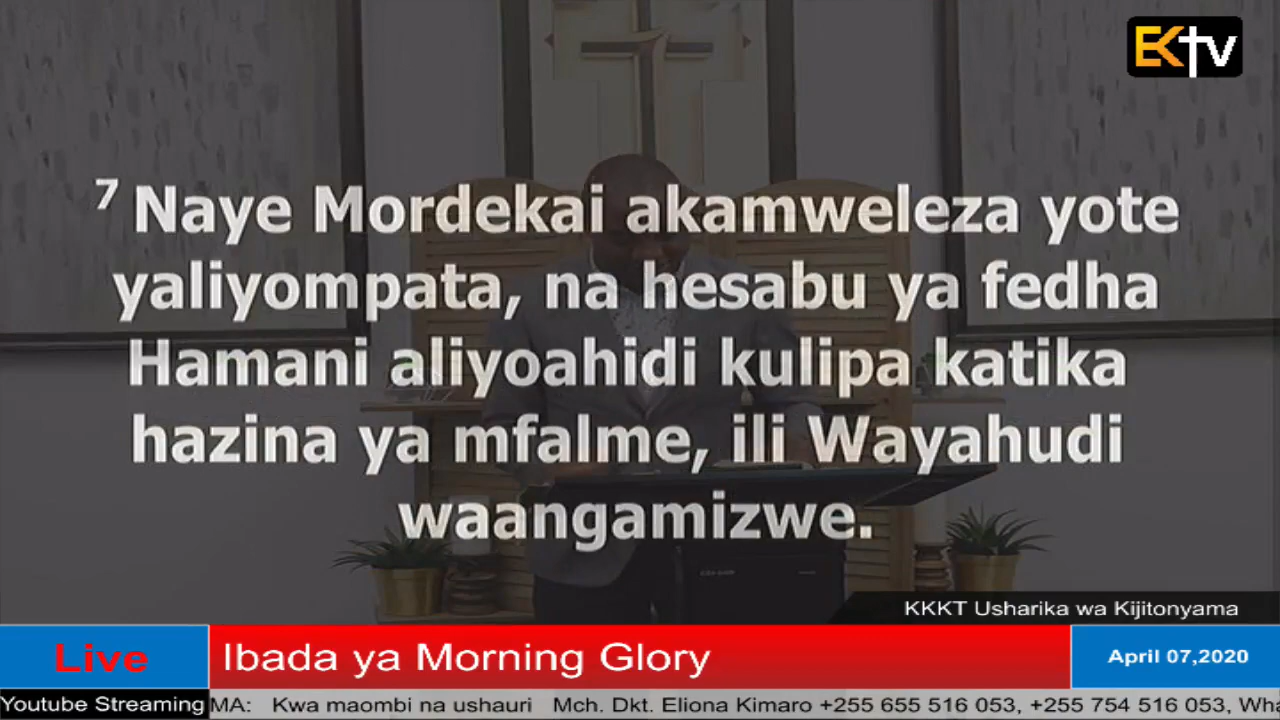 EKtv
7 Naye Mordekai akamweleza yote
yaliyompata, na hesabu ya fedha
Hamani aliyoahidi kulipa katika
hazina ya mfalme, ili Wayahudi
waangamizwe.
KKKT Usharika wa Kijitonyama
Live Ibada ya Morning Glory April 07,2020
Youtube Streaming MA: Kwa maombi na ushauri Mch. Dkt. Eliona Kimaro +255 655 516 053, +255 754 516 053, Wha